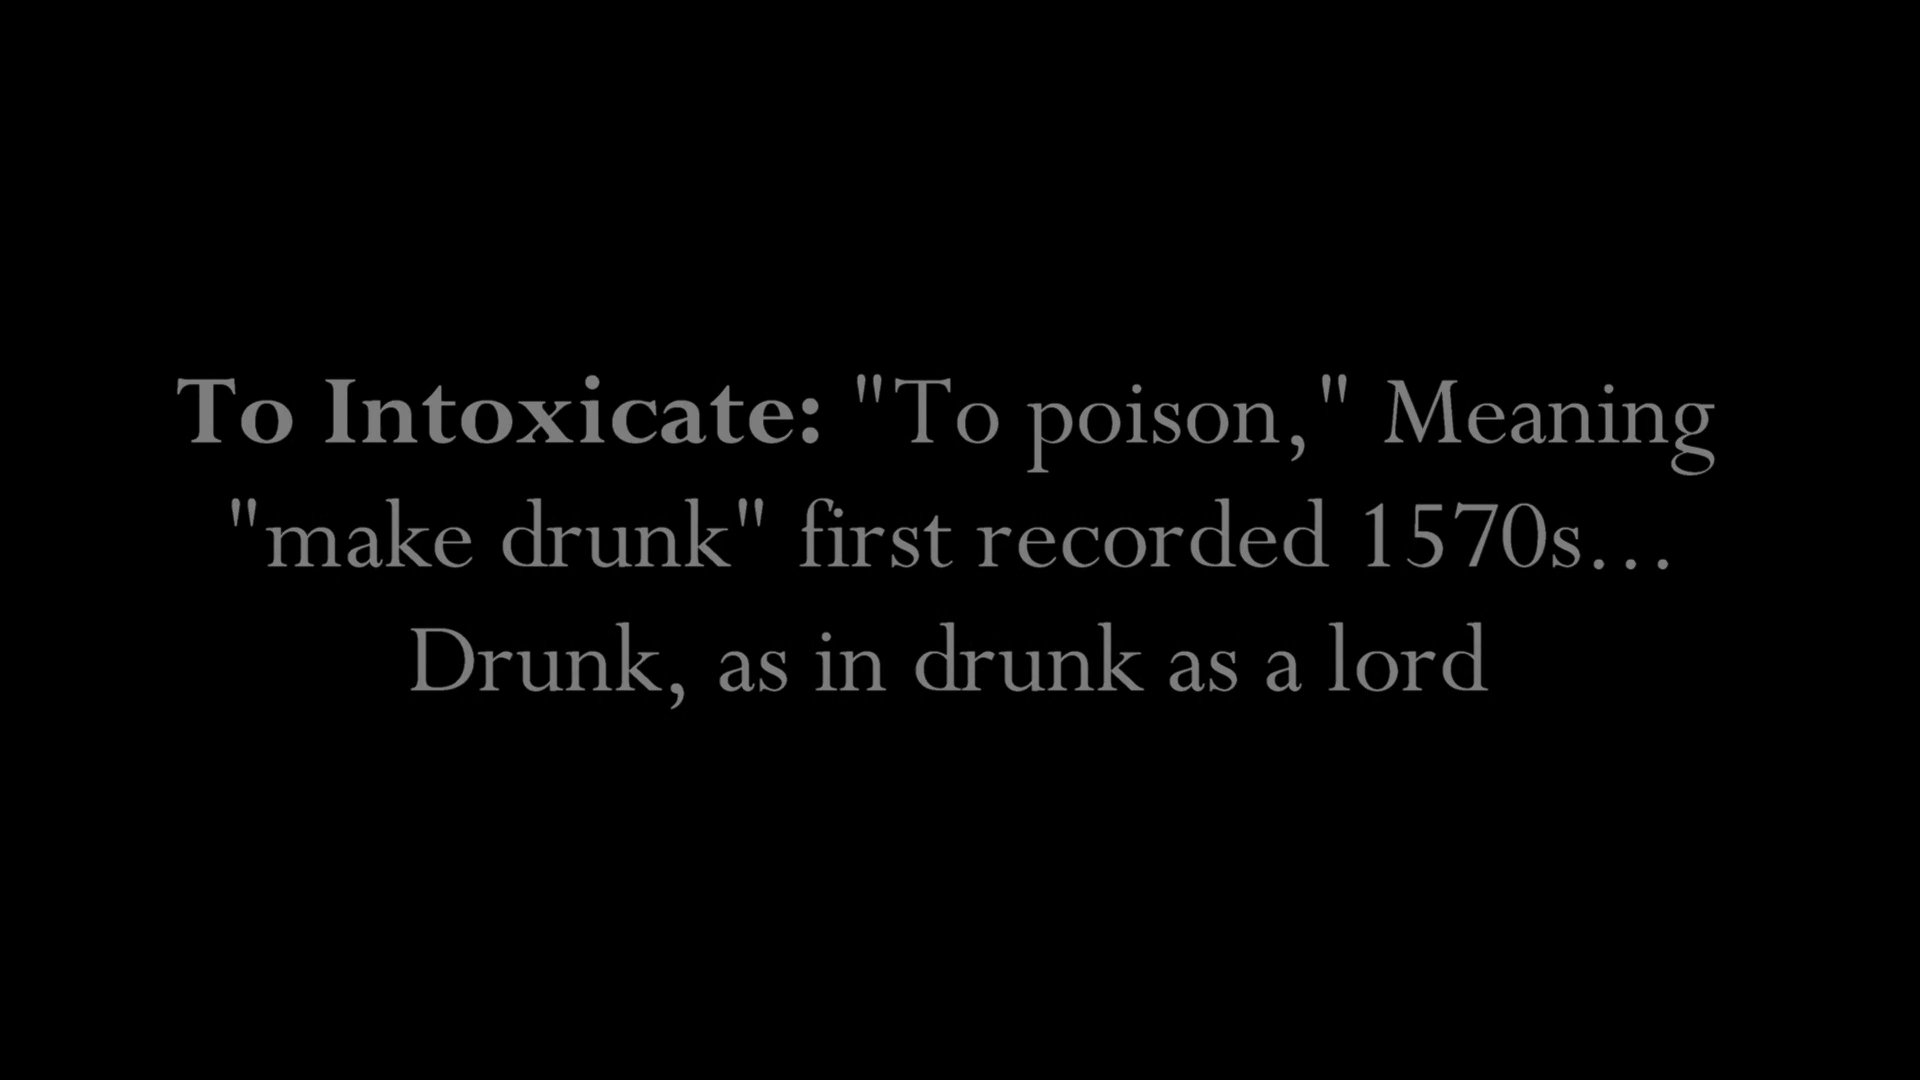 To Intoxicate: "To poison," Meaning
"make drunk" first recorded 1570s...
Drunk, as in drunk as a lord